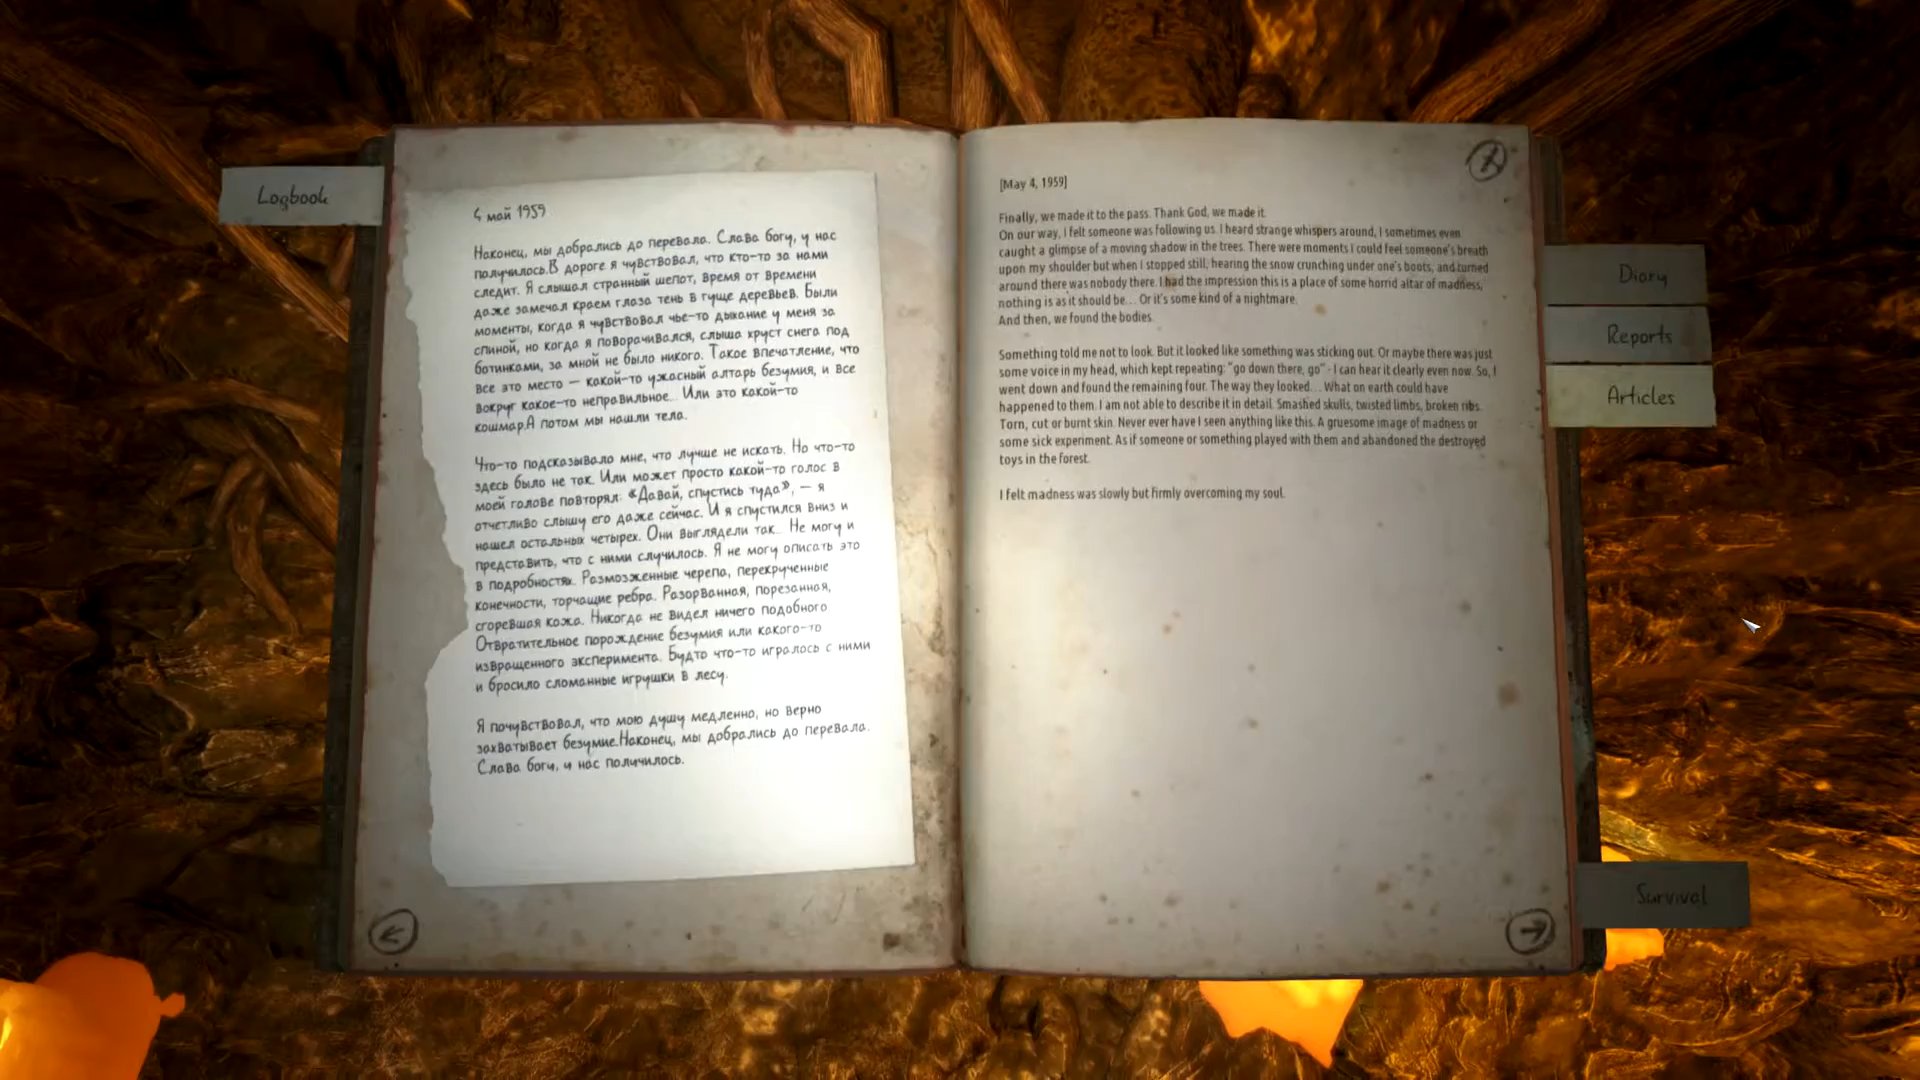 Logbook
4 май 1959
Наконец, мы добрались до перевала. Слава богу, у нас
получилось.В дороге я чувствовал, что кто-то за нами
следит. Я слышал странный шепот, время от времени
даже замечал краем глаза тень в гуще деревьев. Были
моменты, когда я чувствовал чье-то дыхание у меня за
спиной, но когда я поворачивался, слыша хруст снега под
ботинками, за мной не было никого. Такое впечатление, что
все это место — какой-то ужасный алтарь безумия, и все
вокруг какое-то неправильное... Или это какой-то
кошмар.А потом мы нашли тела.
Что-то подсказывало мне, что лучше не искать. Но что-то
здесь было не так. Или может просто какой-то голос в
моей голове повторял: «Давай, спустись туда», — я
отчетливо слышу его даже сейчас. И я спустился вниз и
нашел остальных четырех. Они выглядели так... Не могу и
представить, что с ними случилось. Я не могу описать это
в подробностях. Размозженные черепа, перекрученные
конечности, торчащие ребра. Разорванная, порезанная,
сгоревшая кожа. Никогда не видел ничего подобного
Отвратительное порождение безумия или какого-то
извращенного эксперимента. Будто что-то игралось с ними
и бросило сломанные игрушки в лесу.
Я почувствовал, что мою душу медленно, но верно
захватывает безумие.Наконец, мы добрались до перевала.
Слава богу, у нас получилось.
[May 4, 1959]
Finally, we made it to the pass. Thank God, we made it.
On our way, I felt someone was following us. I heard strange whispers around, I sometimes even
caught a glimpse of a moving shadow in the trees. There were moments I could feel someone's breath
upon my shoulder but when I stopped still, hearing the snow crunching under one's boots, and turned
around there was nobody there. I had the impression this is a place of some horrid altar of madness,
nothing is as it should be... Or it's some kind of a nightmare.
And then, we found the bodies.
Something told me not to look. But it looked like something was sticking out. Or maybe there was just
some voice in my head, which kept repeating: "go down there, go" - I can hear it clearly even now. So, I
went down and found the remaining four. The way they looked... What on earth could have
happened to them. I am not able to describe it in detail. Smashed skulls, twisted limbs, broken ribs.
Torn, cut or burnt skin. Never ever have I seen anything like this. A gruesome image of madness or
some sick experiment. As if someone or something played with them and abandoned the destroyed
toys in the forest.
I felt madness was slowly but firmly overcoming my soul.
Diary
Reports
Articles
Survival